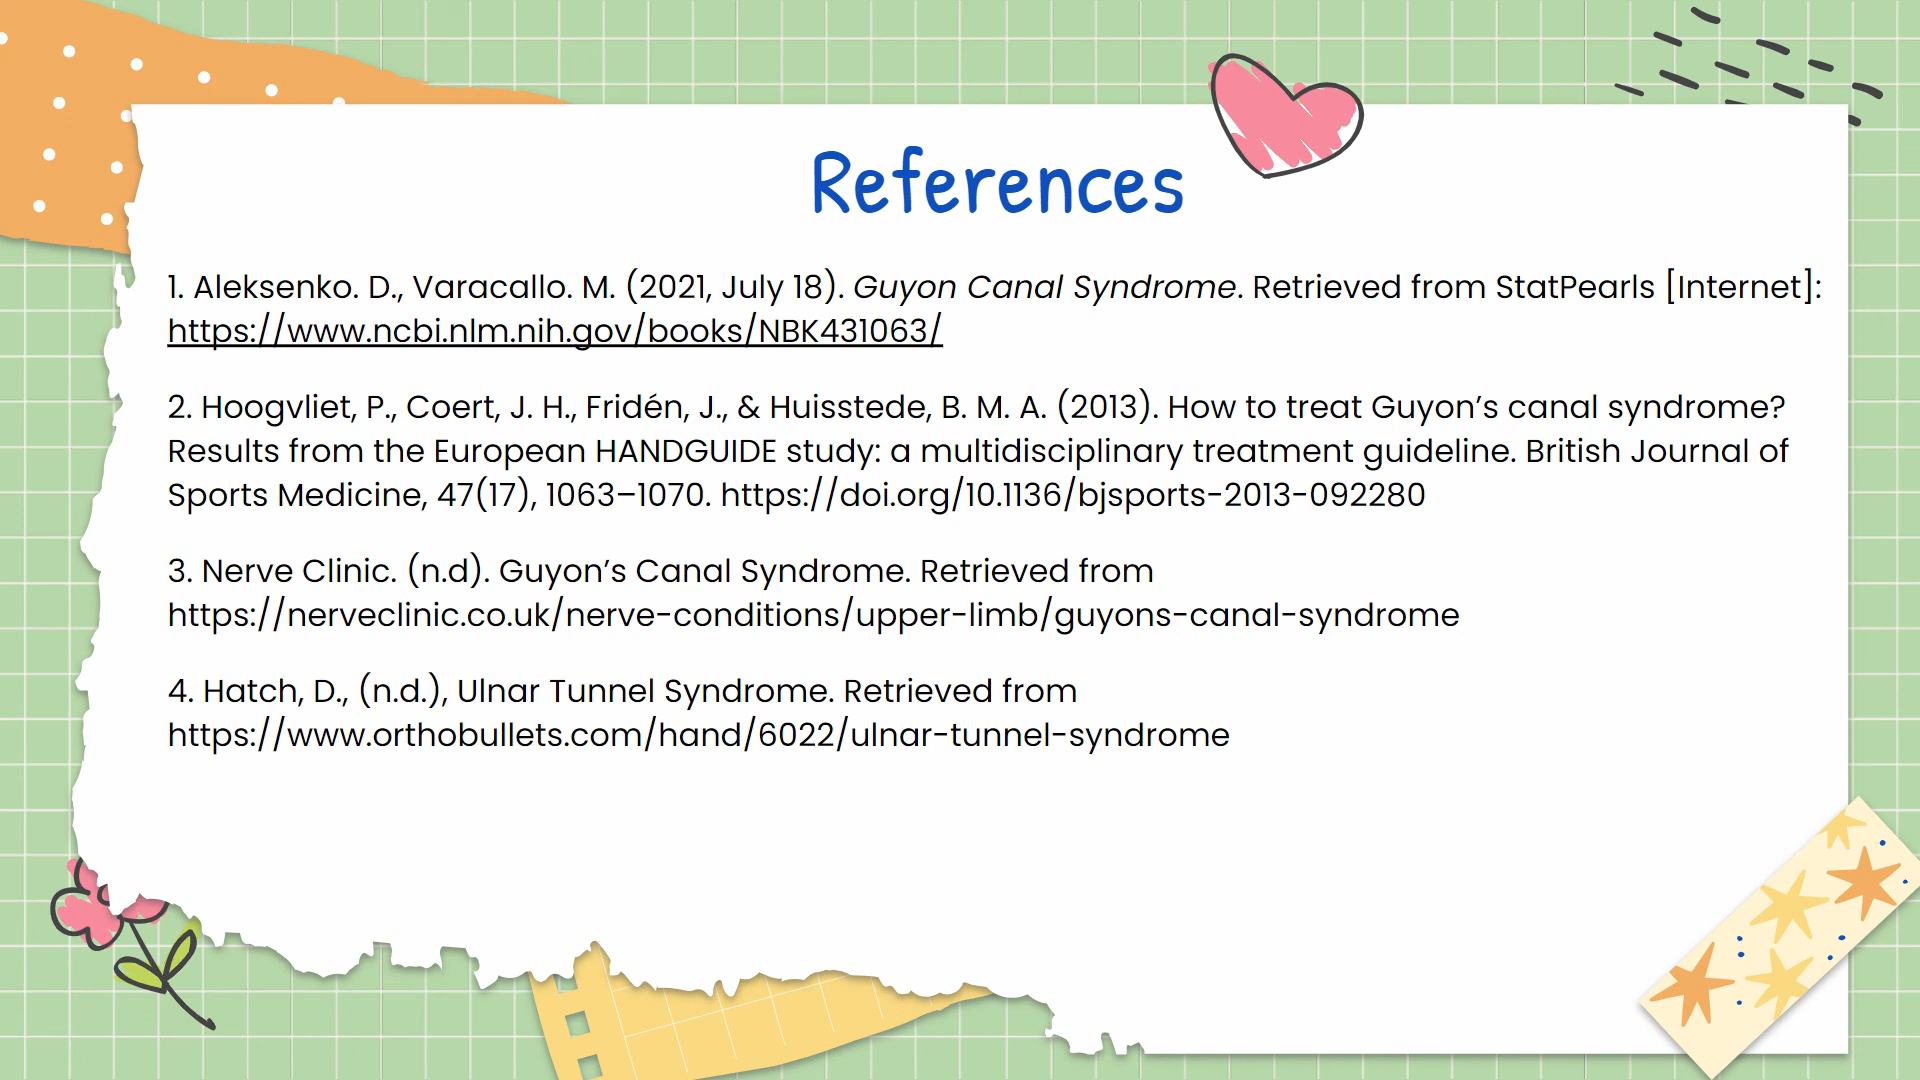 References
1. Aleksenko. D., Varacallo. M. (2021, July 18). Guyon Canal Syndrome. Retrieved from StatPearls [Internet]:
https://www.ncbi.nlm.nih.gov/books/NBK431063/
2. Hoogvliet, P., Coert, J. H., Fridén, J., & Huisstede, B. M. A. (2013). How to treat Guyon’s canal syndrome?
Results from the European HANDGUIDE study: a multidisciplinary treatment guideline. British Journal of
Sports Medicine, 47(17), 1063–1070. https://doi.org/10.1136/bjsports-2013-092280
3. Nerve Clinic. (n.d). Guyon’s Canal Syndrome. Retrieved from
https://nerveclinic.co.uk/nerve-conditions/upper-limb/guyons-canal-syndrome
4. Hatch, D., (n.d.), Ulnar Tunnel Syndrome. Retrieved from
https://www.orthobullets.com/hand/6022/ulnar-tunnel-syndrome